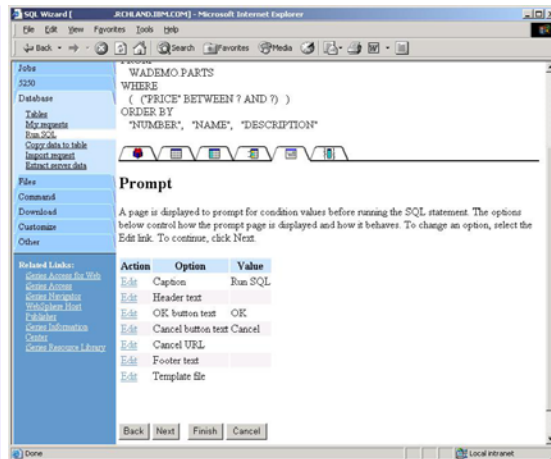 SQL Wizard [ .RCHLAND.IBM.COM] - Microsoft Internet Explorer
File Edit View Favorites Tools Help
Back Search Favorites Media
Jobs
5250
Database
Tables
My requests
Run SQL
Copy data to table
Import request
Extract server data
Files
Command
Download
Customize
Other
Related Links:
iSeries Access for Web
iSeries Access
iSeries Navigator
WebSphere Host
Publisher
iSeries Information
Center
iSeries Resource Library
WADEMO.PARTS
WHERE
( ("PRICE" BETWEEN ? AND ?) )
ORDER BY
"NUMBER", "NAME", "DESCRIPTION"
Prompt
A page is displayed to prompt for condition values before running the SQL statement. The options
below control how the prompt page is displayed and how it behaves. To change an option, select the
Edit link. To continue, click Next.
Action Option Value
Edit Caption Run SQL
Edit Header text
Edit OK button text OK
Edit Cancel button text Cancel
Edit Cancel URL
Edit Footer text
Edit Template file
Back Next Finish Cancel
Done Local intranet